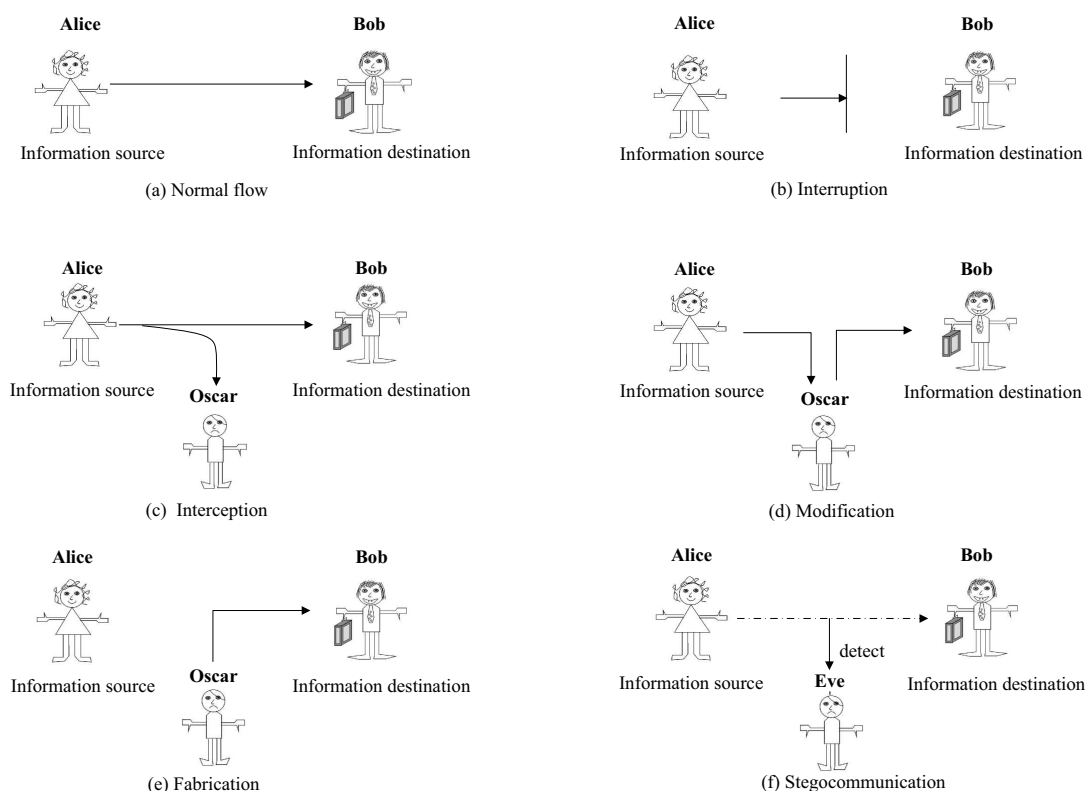 Alice
Bob
Information source
Information destination
(a) Normal flow
Alice
Bob
Information source
Information destination
(b) Interruption
Alice
Bob
Information source
Information destination
Oscar
(c) Interception
Alice
Bob
Information source
Information destination
Oscar
(d) Modification
Alice
Bob
Information source
Information destination
Oscar
(e) Fabrication
Alice
Bob
detect
Information source
Information destination
Eve
(f) Stegocommunication